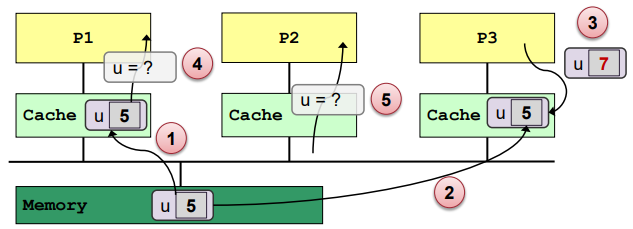 P1
P2
P3
3
u = ?
4
u 7
Cache u 5
u = ?
5
Cache
Cache u 5
1
2
Memory u 5